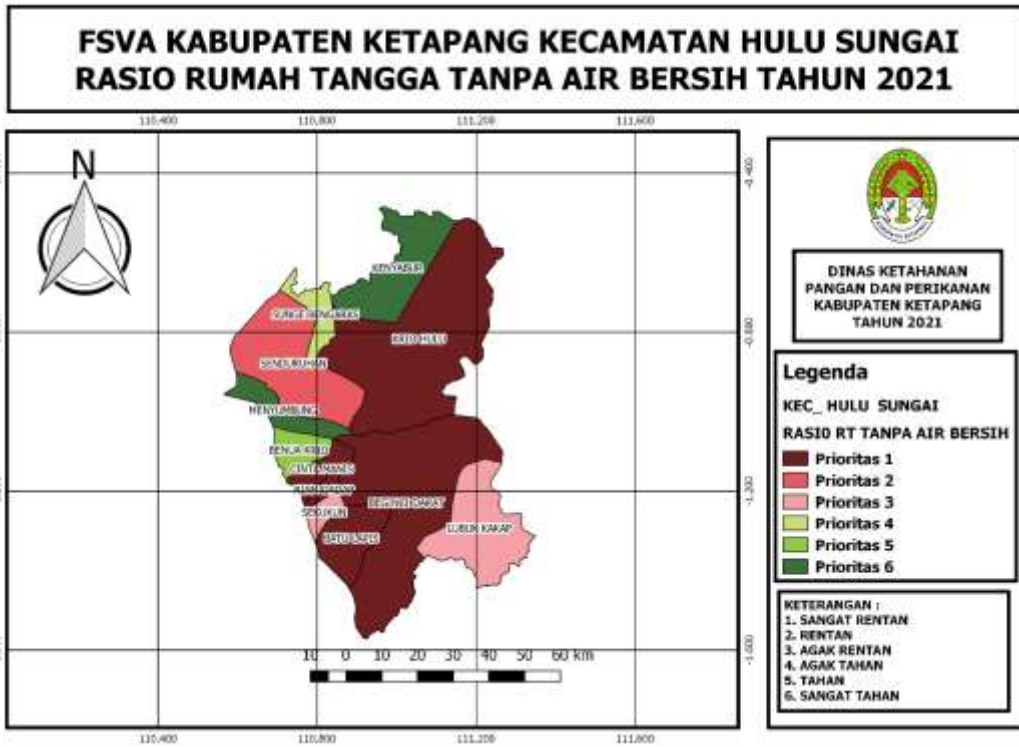 FSVA KABUPATEN KETAPANG KECAMATAN HULU SUNGAI
RASIO RUMAH TANGGA TANPA AIR BERSIH TAHUN 2021
110,400 110,800 111,200 111,600
N
KENYABUR
SUNGE BENGARAS
KRIO HULU
SENDURUHAN
MENYUMBUNG
BENUA KRIO
CINTA MANIS
SEKUKUN
BEGINCI DARAT
BATU LAPIS
LUBUK KAKAP
10 0 10 20 30 40 50 60 km
110,400 110,800 111,200 111,600
DINAS KETAHANAN
PANGAN DAN PERIKANAN
KABUPATEN KETAPANG
TAHUN 2021
Legenda
KEC_ HULU SUNGAI
RASIO RT TANPA AIR BERSIH
Prioritas 1
Prioritas 2
Prioritas 3
Prioritas 4
Prioritas 5
Prioritas 6
KETERANGAN :
1. SANGAT RENTAN
2. RENTAN
3. AGAK RENTAN
4. AGAK TAHAN
5. TAHAN
6. SANGAT TAHAN